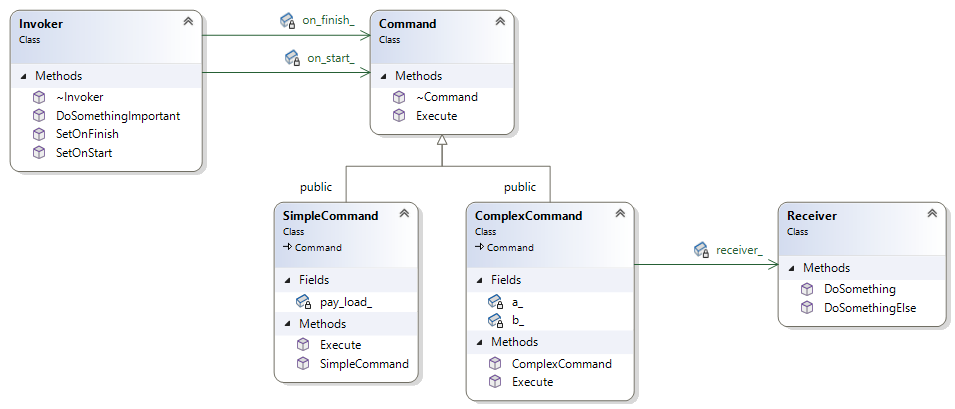 Invoker
Class
Methods
~Invoker
DoSomethingImportant
SetOnFinish
SetOnStart
on_finish_
on_start_
Command
Class
Methods
~Command
Execute
public
public
SimpleCommand
Class
Command
Fields
pay_load_
Methods
Execute
SimpleCommand
ComplexCommand
Class
Command
Fields
a_
b_
Methods
ComplexCommand
Execute
receiver_
Receiver
Class
Methods
DoSomething
DoSomethingElse